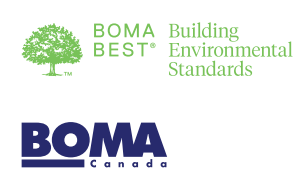 BOMA
BEST®
Building
Environmental
Standards
TM
BOMA
Canada